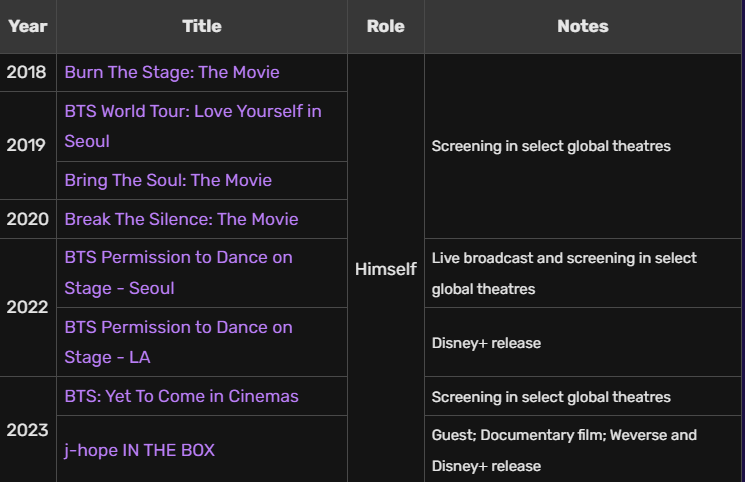 Year Title Role Notes
2018 Burn The Stage: The Movie
2019 BTS World Tour: Love Yourself in
Seoul
Screening in select global theatres
Bring The Soul: The Movie
2020 Break The Silence: The Movie
Himself
2022 BTS Permission to Dance on
Stage - Seoul
Live broadcast and screening in select
global theatres
BTS Permission to Dance on
Stage - LA
Disney+ release
2023 BTS: Yet To Come in Cinemas
Screening in select global theatres
j-hope IN THE BOX
Guest; Documentary film; Weverse and
Disney+ release